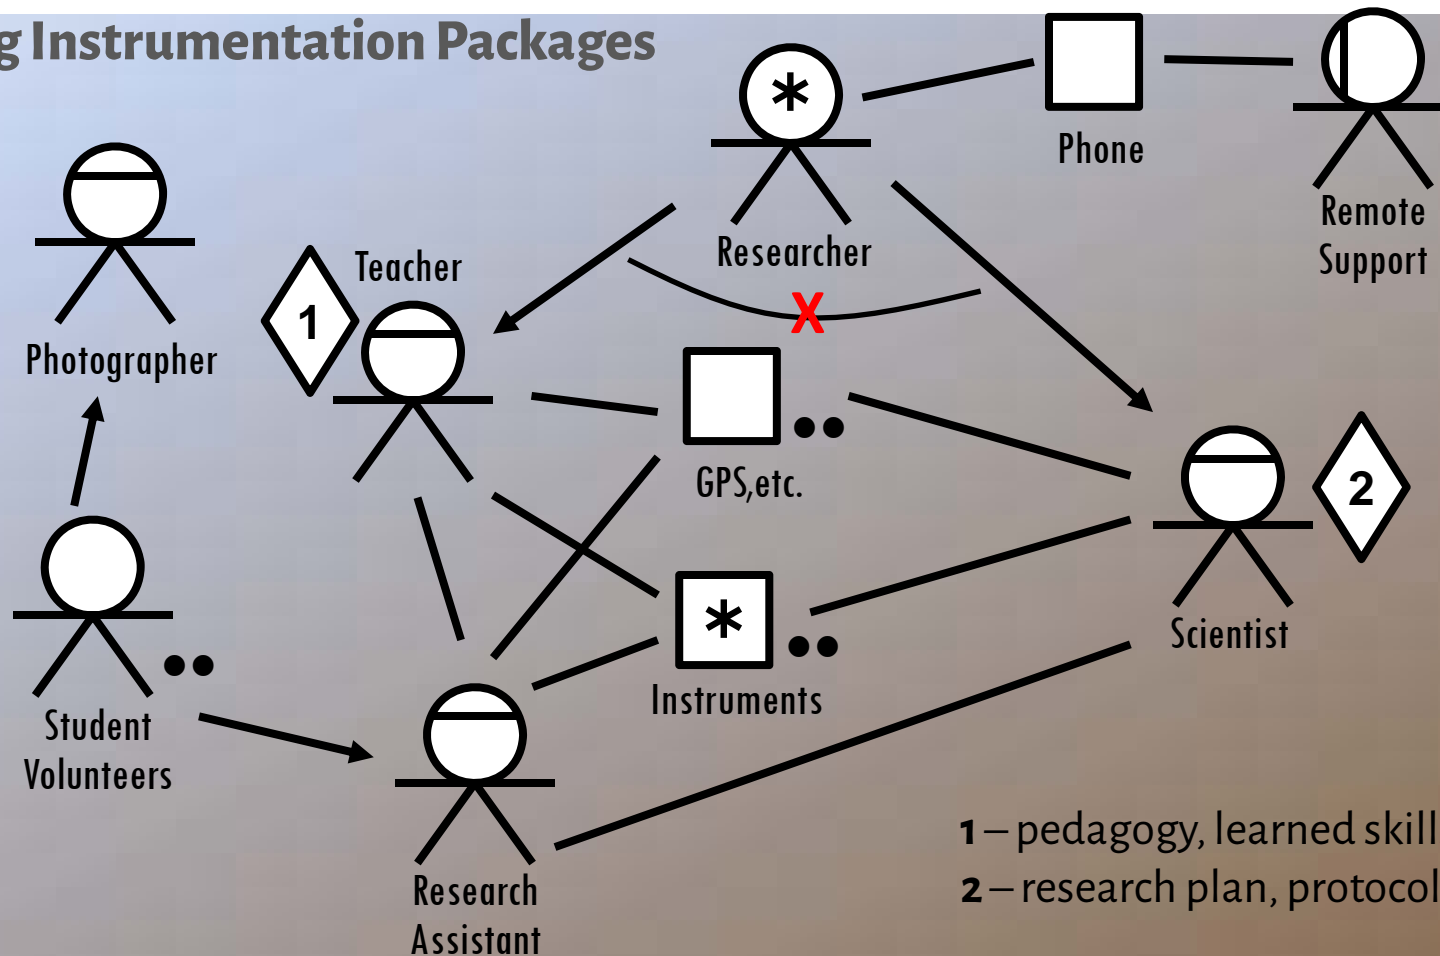 g Instrumentation Packages
*
Phone
Remote
Support
Researcher
X
Teacher
1
Photographer
GPS,etc.
2
Scientist
*
Instruments
Student
Volunteers
Research
Assistant
1 – pedagogy, learned skill
2 – research plan, protocol